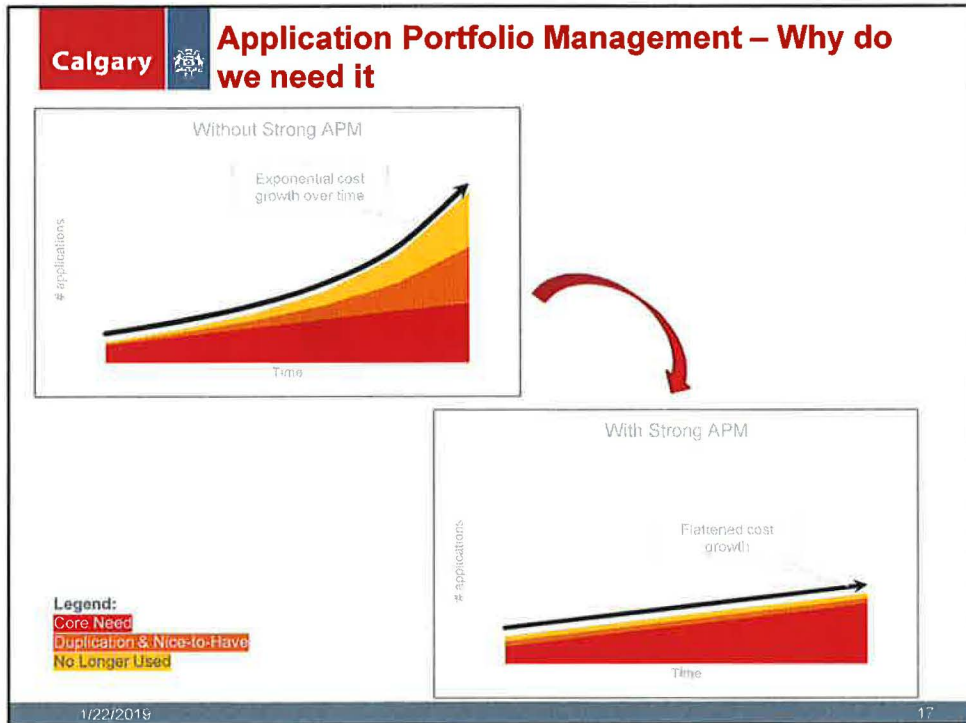 Calgary
Application Portfolio Management – Why do
we need it
Without Strong APM
Exponential cost
growth over time
# applications
Time
With Strong APM
Flattened cost
growth
# applications
Time
Legend:
Core Need
Duplication & Nice-to-Have
No Longer Used
1/22/2019
17